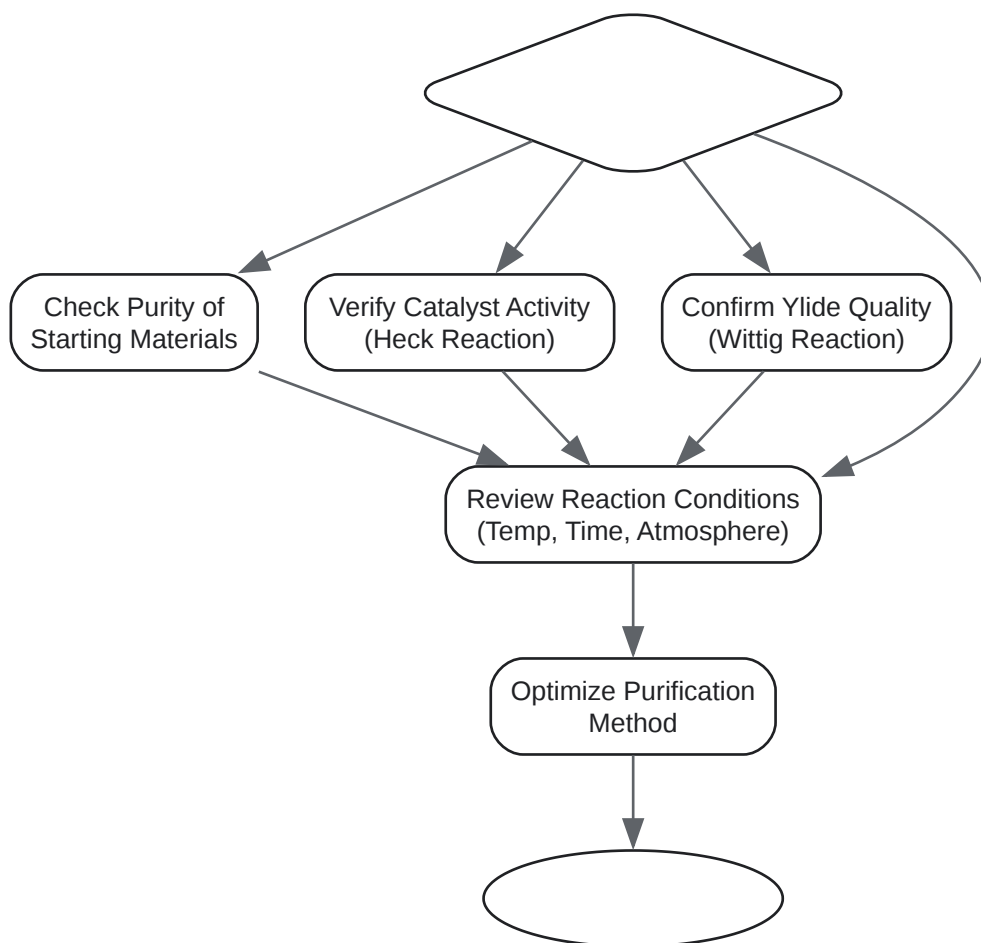 Check Purity of
Starting Materials
Verify Catalyst Activity
(Heck Reaction)
Confirm Ylide Quality
(Wittig Reaction)
Review Reaction Conditions
(Temp, Time, Atmosphere)
Optimize Purification
Method